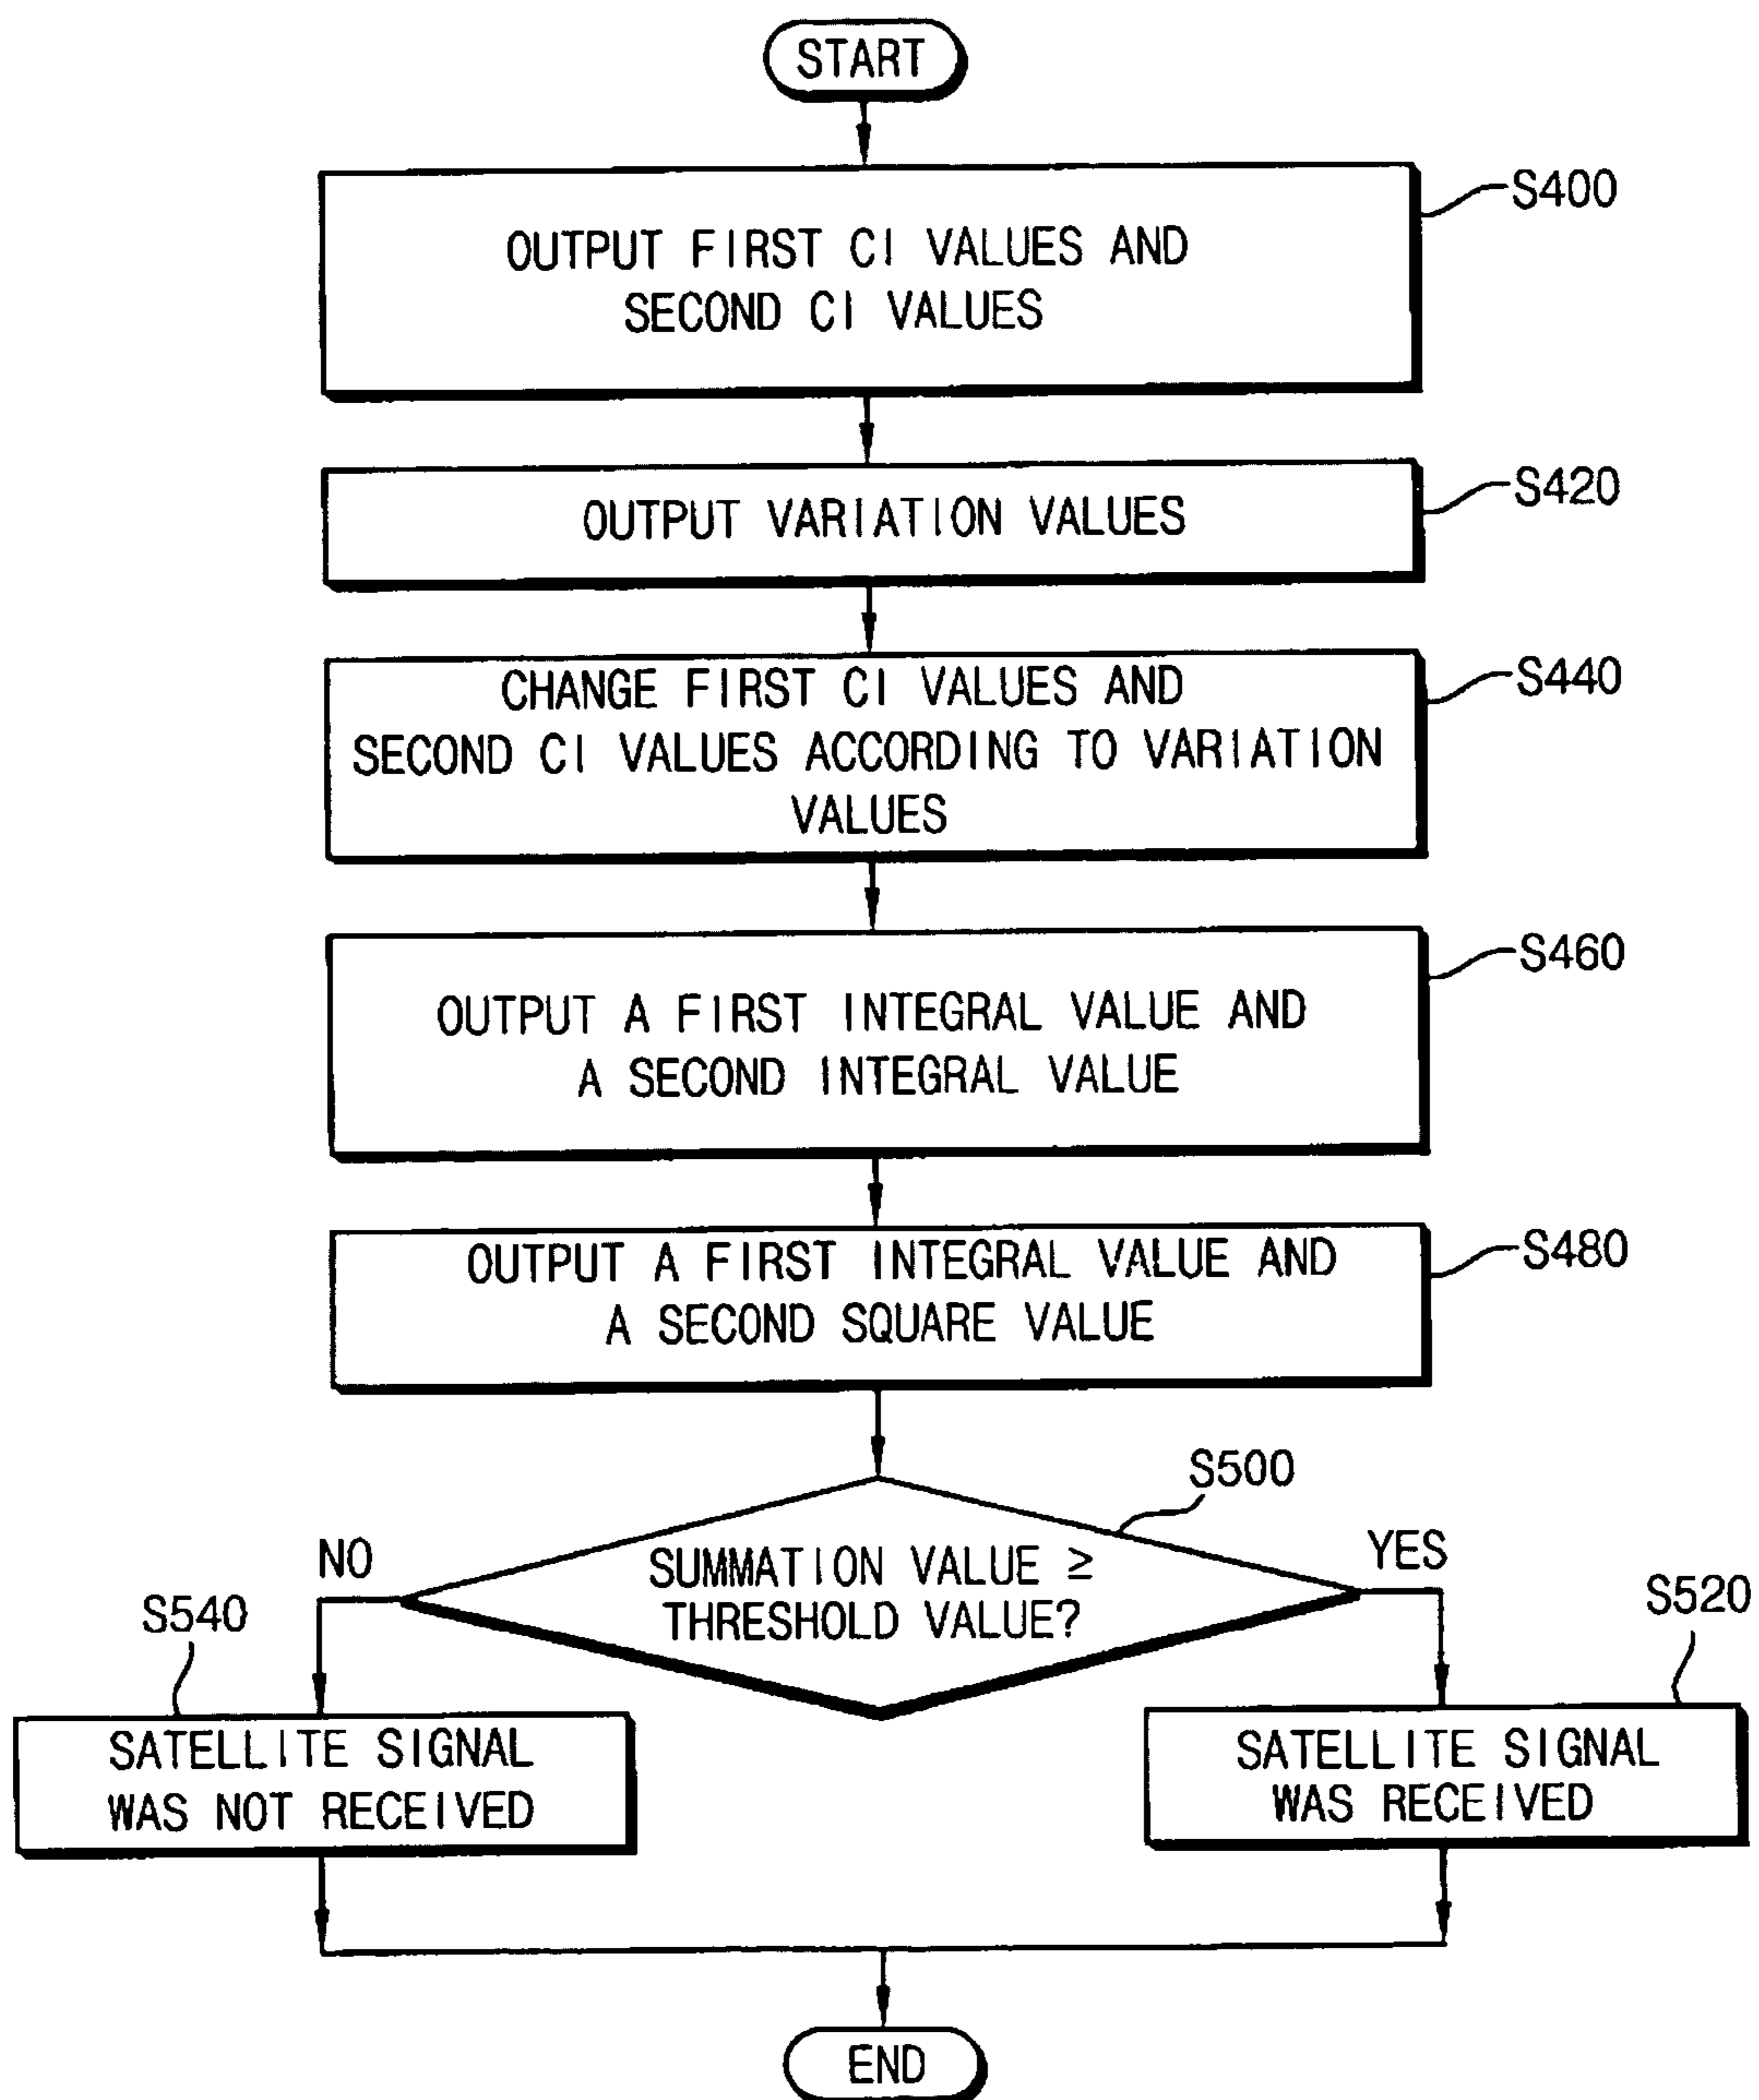 START
S400
OUTPUT FIRST CI VALUES AND
SECOND CI VALUES
S420
OUTPUT VARIATION VALUES
S440
CHANGE FIRST CI VALUES AND
SECOND CI VALUES ACCORDING TO VARIATION
VALUES
S460
OUTPUT A FIRST INTEGRAL VALUE AND
A SECOND INTEGRAL VALUE
S480
OUTPUT A FIRST INTEGRAL VALUE AND
A SECOND SQUARE VALUE
S500
SUMMATION VALUE ≥
THRESHOLD VALUE?
NO
YES
S540
S520
SATELLITE SIGNAL
WAS NOT RECEIVED
SATELLITE SIGNAL
WAS RECEIVED
END